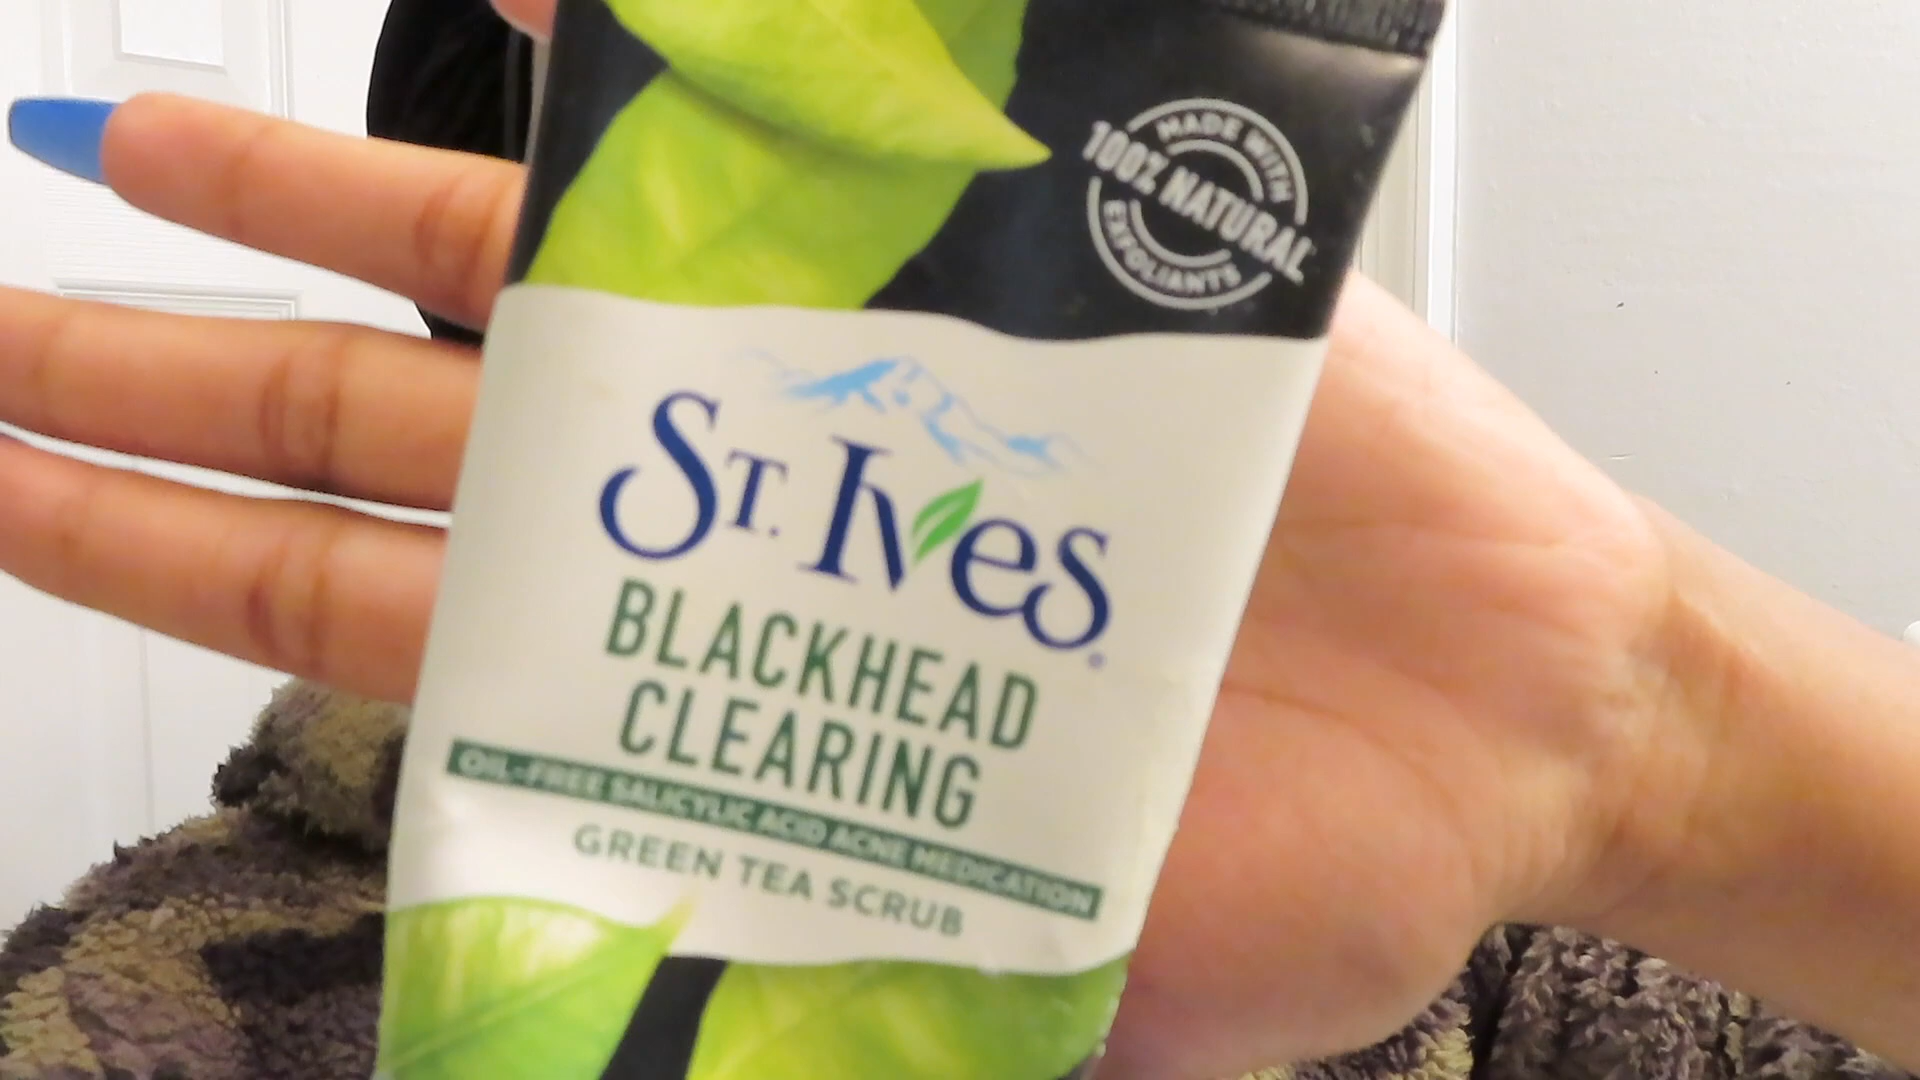 MADE WITH
100% NATURAL
EXFOLIANTS
ST. IVES
BLACKHEAD
CLEARING
OIL-FREE SALICYLIC ACID ACNE MEDICATION
GREEN TEA SCRUB